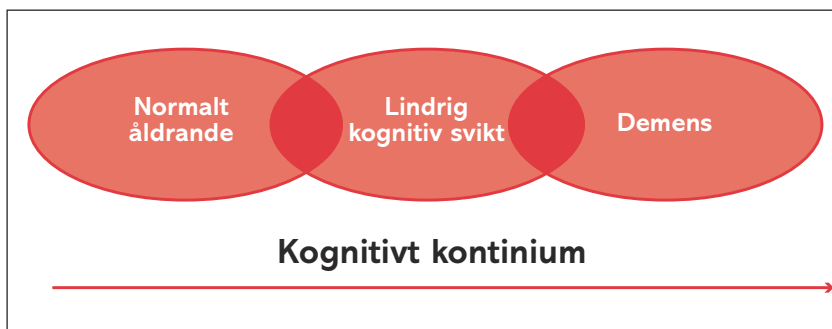 Normalt
åldrande
Lindrig
kognitiv svikt
Demens
Kognitivt kontinium